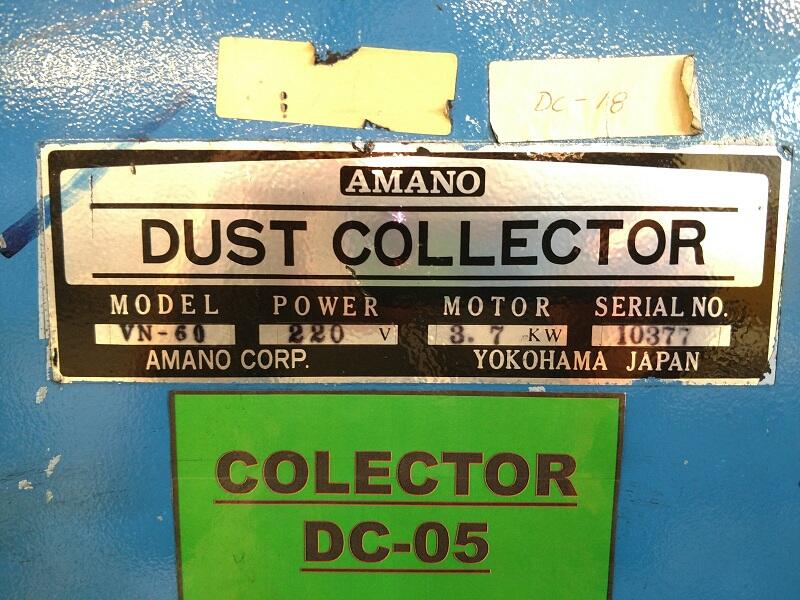 DC-18
AMANO
DUST COLLECTOR
MODEL POWER MOTOR SERIAL NO.
VN-60 220 V 3.7 KW 10377
AMANO CORP. YOKOHAMA JAPAN
COLECTOR
DC-05